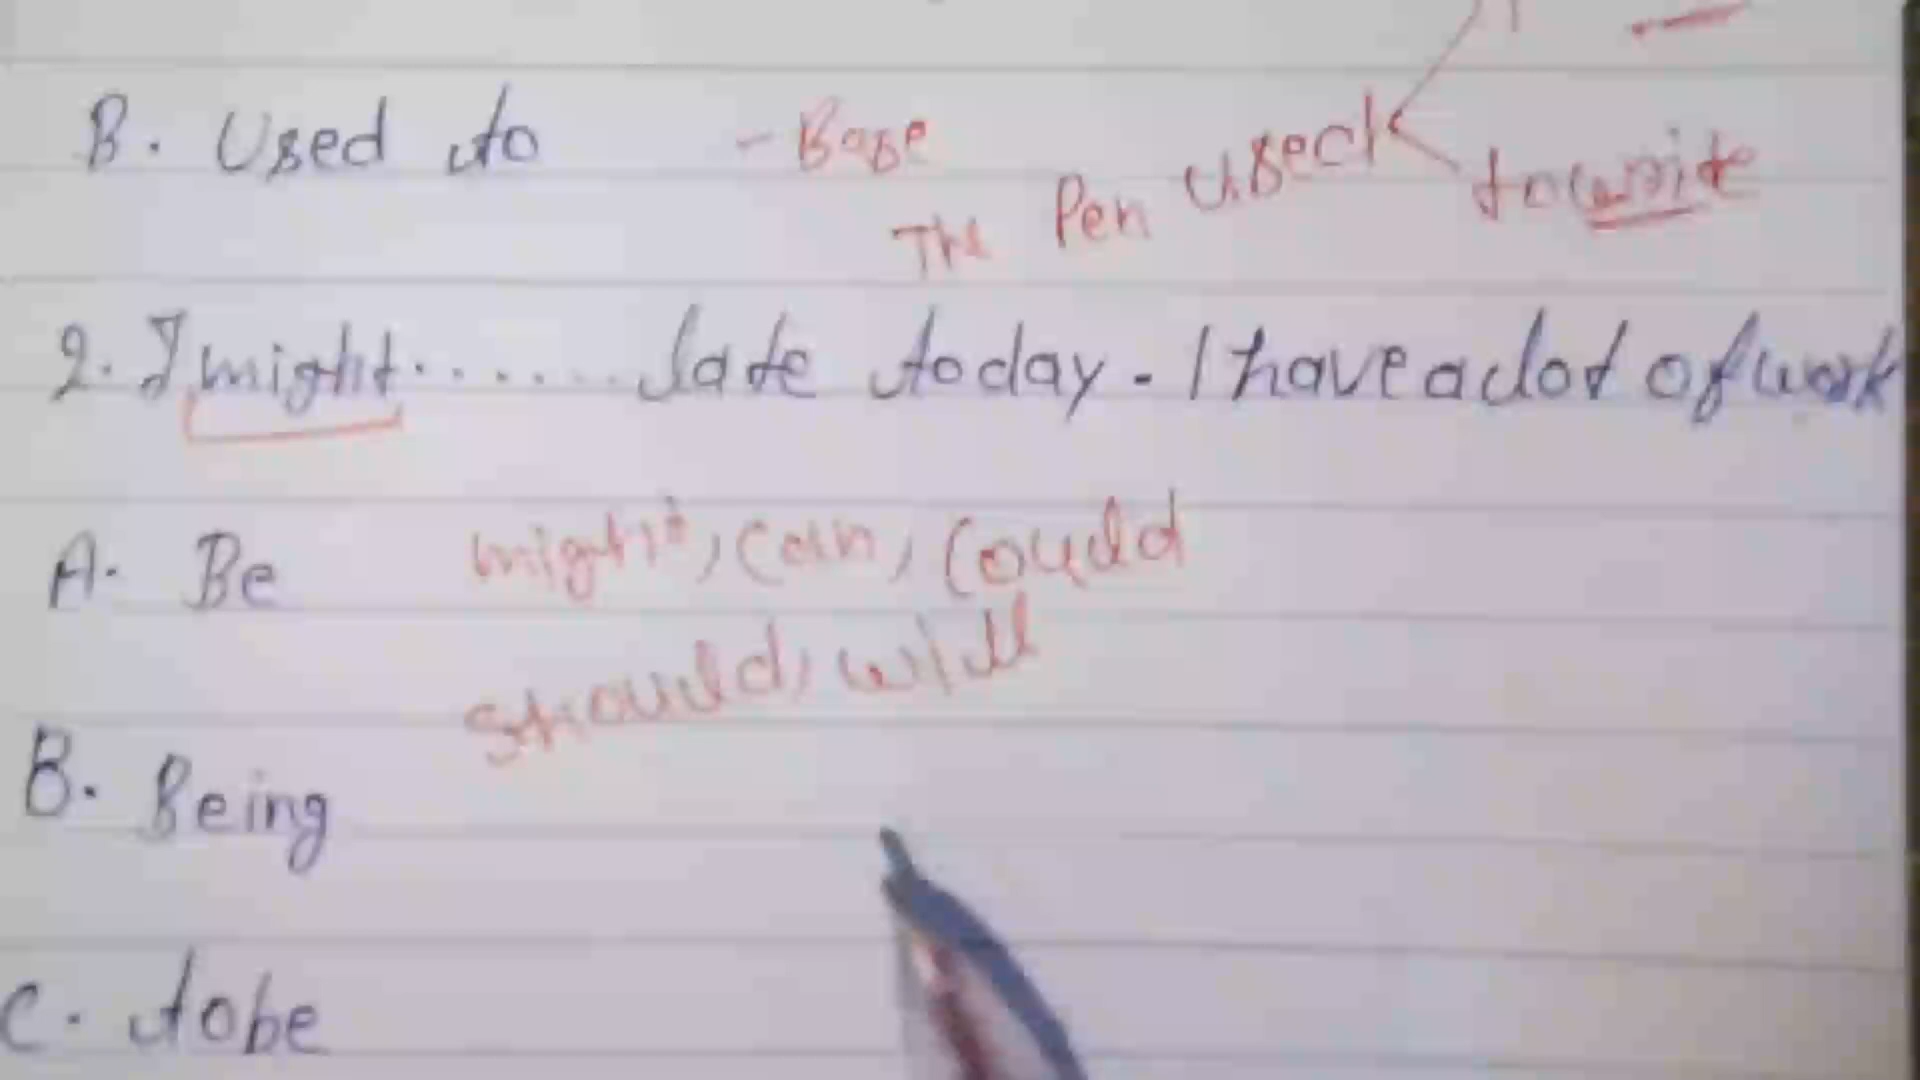 B. Used to - Base
The Pen used to write
2. I might....... late today. I have a lot of work
A. Be might, can, could
should, will
B. Being
C. to be